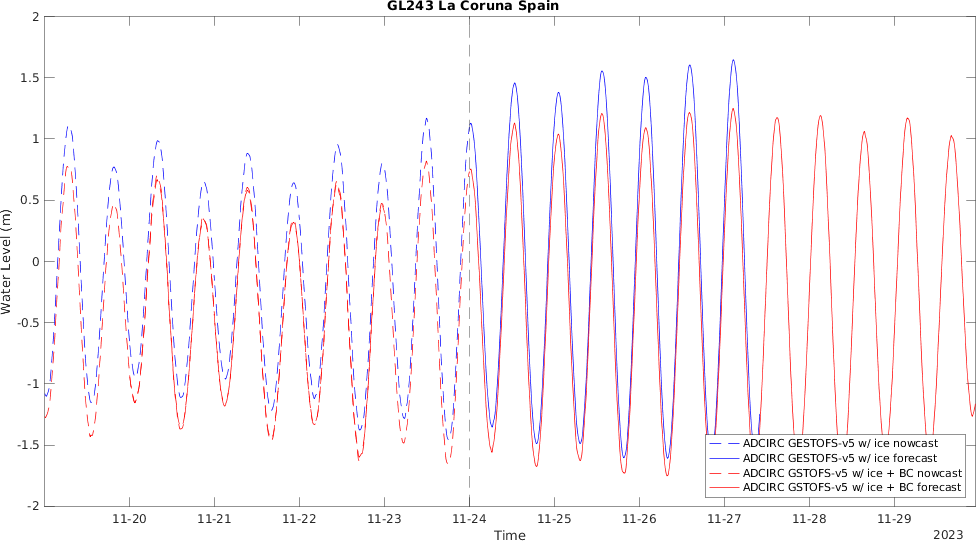 GL243 La Coruna Spain
2
1.5
1
0.5
0
-0.5
-1
-1.5
-2
Water Level (m)
ADCIRC GESTOFS-v5 w/ ice nowcast
ADCIRC GESTOFS-v5 w/ ice forecast
ADCIRC GSTOFS-v5 w/ ice + BC nowcast
ADCIRC GSTOFS-v5 w/ ice + BC forecast
11-20 11-21 11-22 11-23 11-24 11-25 11-26 11-27 11-28 11-29
Time
2023